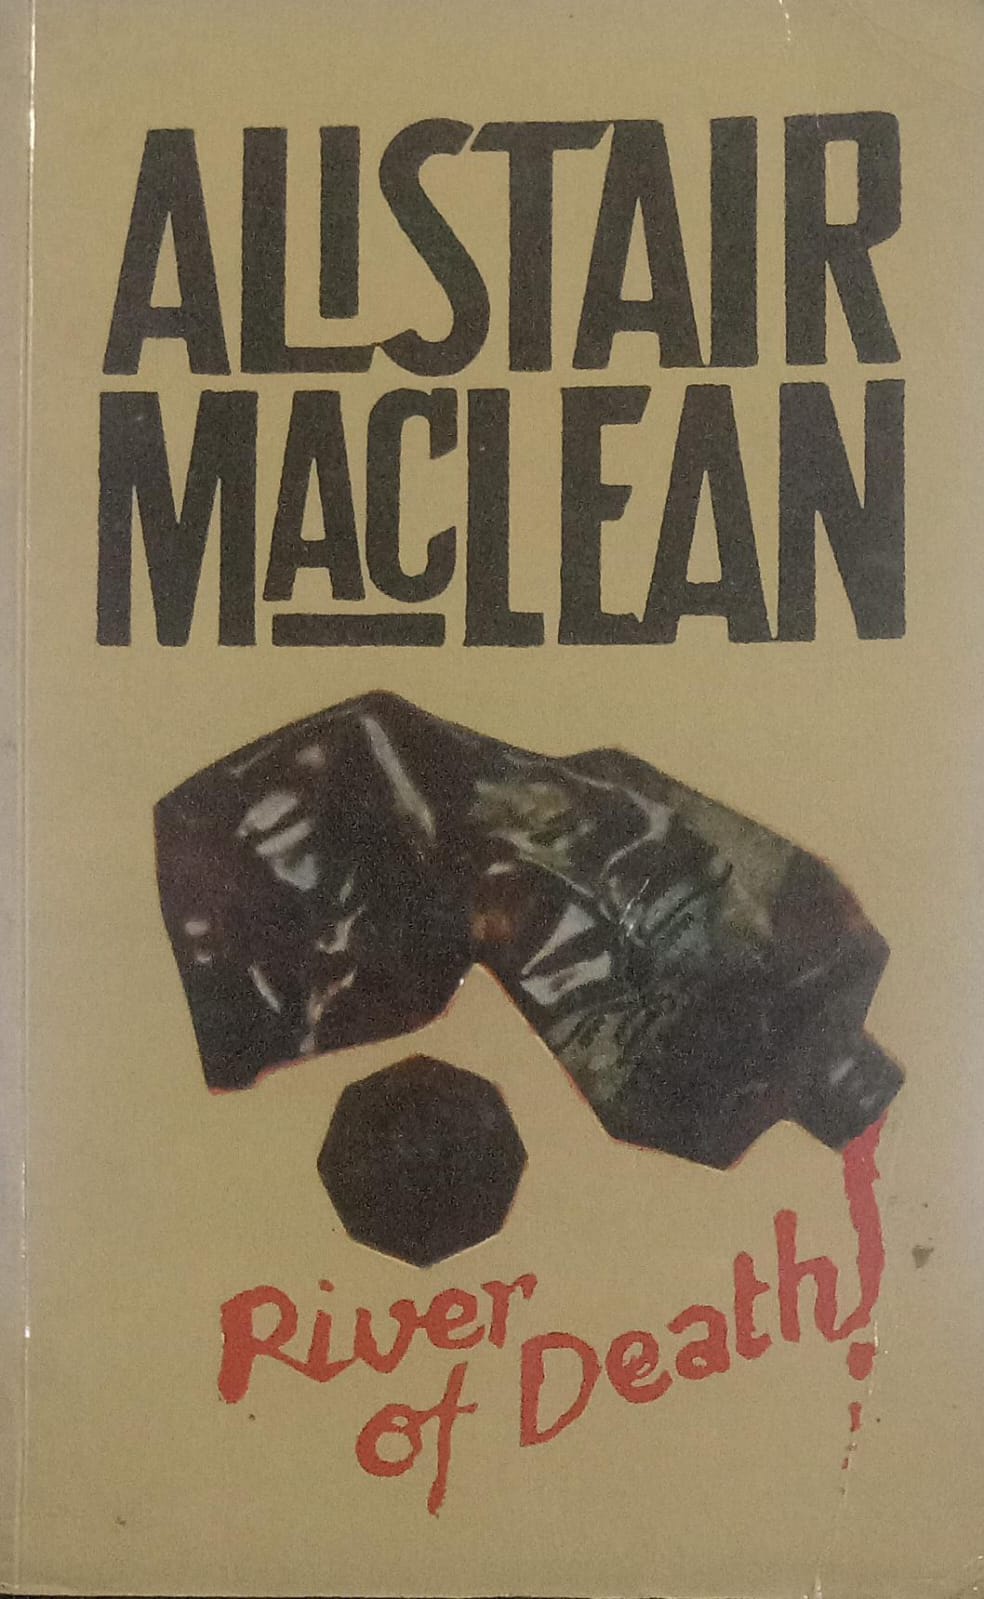 ALISTAIR
MACLEAN
River
of Death